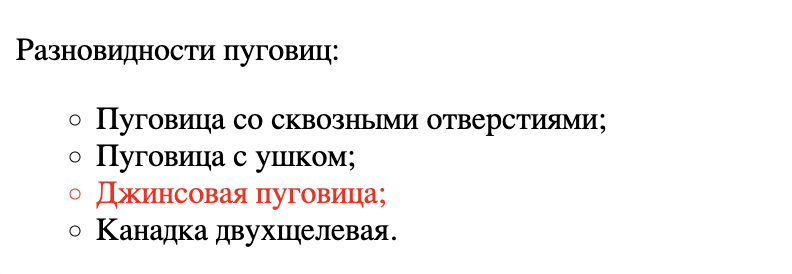 Разновидности пуговиц:
Пуговица со сквозными отверстиями;
Пуговица с ушком;
Джинсовая пуговица;
Канадка двухщелевая.